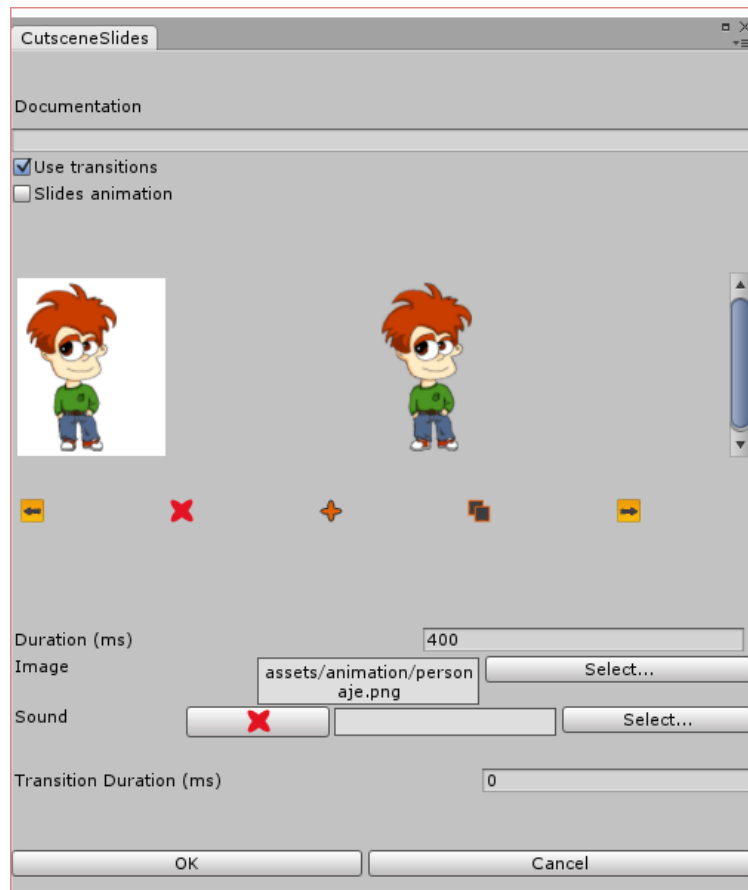 CutsceneSlides
Documentation
Use transitions
Slides animation
Duration (ms) 400
Image assets/animation/person
aje.png Select...
Sound Select...
Transition Duration (ms) 0
OK Cancel